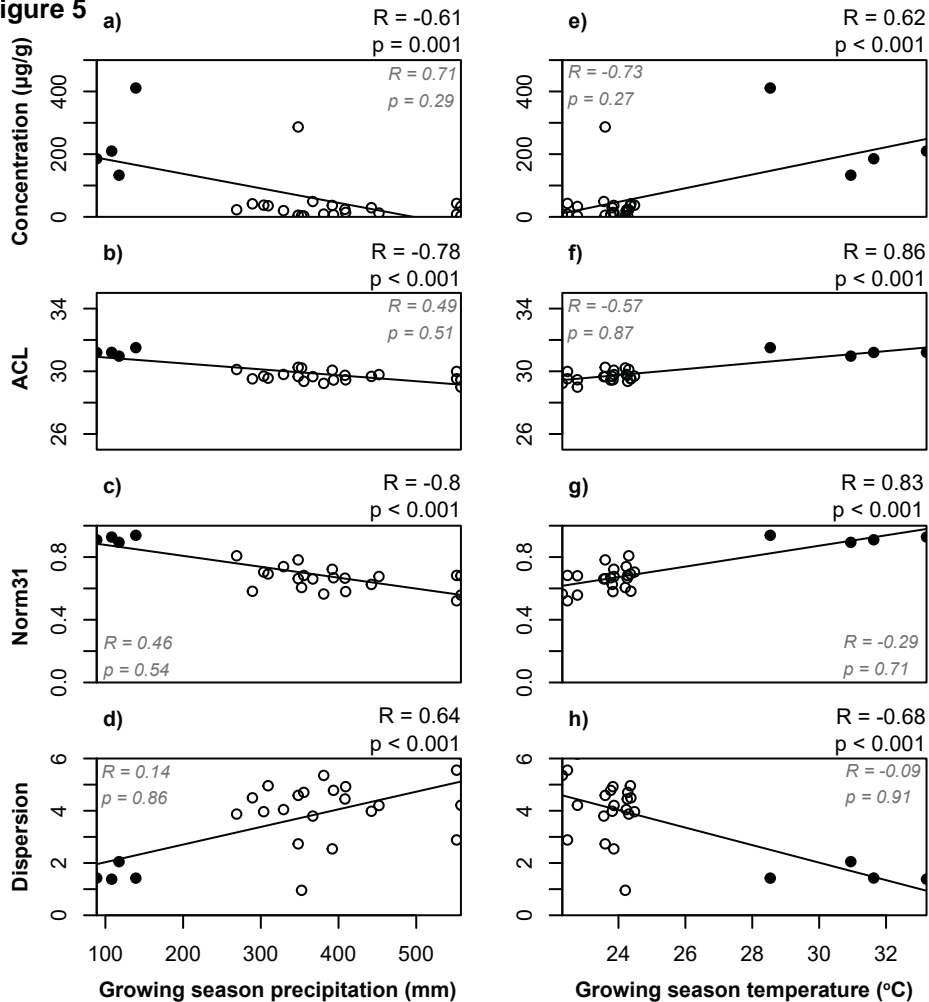 igure 5
a)
R = -0.61
p = 0.001
R = 0.71
p = 0.29
Concentration (µg/g)
0 200 400
e)
R = 0.62
p < 0.001
R = -0.73
p = 0.27
0 200 400
b)
R = -0.78
p < 0.001
R = 0.49
p = 0.51
ACL
26 30 34
f)
R = 0.86
p < 0.001
R = -0.57
p = 0.87
26 30 34
c)
R = -0.8
p < 0.001
R = 0.46
p = 0.54
Norm31
0.0 0.4 0.8
g)
R = 0.83
p < 0.001
R = -0.29
p = 0.71
0.0 0.4 0.8
d)
R = 0.64
p < 0.001
R = 0.14
p = 0.86
Dispersion
0 2 4 6
100 200 300 400 500
Growing season precipitation (mm)
h)
R = -0.68
p < 0.001
R = -0.09
p = 0.91
0 2 4 6
24 26 28 30 32
Growing season temperature (ºC)